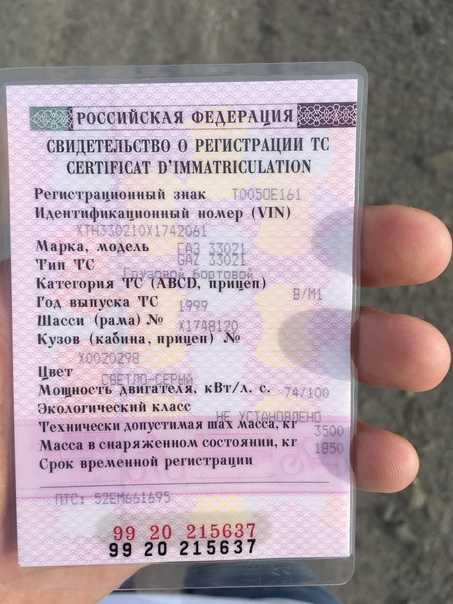 РОССИЙСКАЯ ФЕДЕРАЦИЯ
СВИДЕТЕЛЬСТВО О РЕГИСТРАЦИИ ТС
CERTIFICAT D'IMMATRICULATION
Регистрационный знак Т005ОЕ161
Идентификационный номер (VIN)
XTH330210X1742061
Марка, модель ГАЗ 33021
GAZ 33021
Тип ТС Грузовой бортовой
Категория ТС (ABCD, прицеп) B/M1
Год выпуска ТС 1999
Шасси (рама) № X1748120
Кузов (кабина, прицеп) №
X0020298
Цвет СВЕТЛО-СЕРЫЙ
Мощность двигателя, кВт/л. с. 74/100
Экологический класс НЕ УСТАНОВЛЕНО
Технически допустимая max масса, кг 3500
Масса в снаряженном состоянии, кг 1850
Срок временной регистрации
ПТС: 52ЕМ661695
99 20 215637
99 20 215637